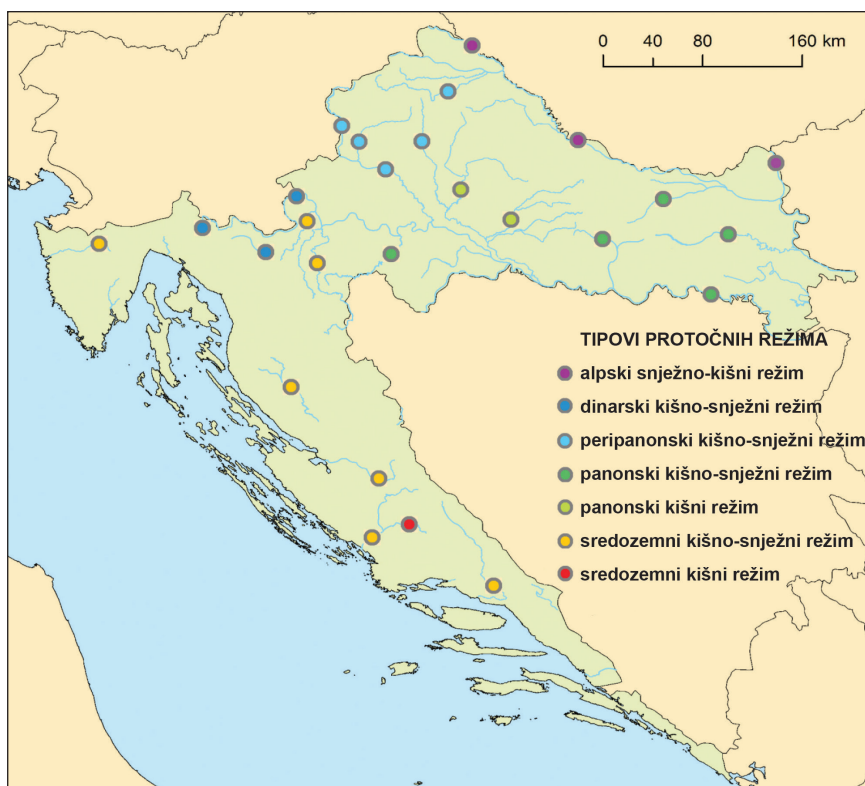 0 40 80 160 km
TIPOVI PROTOČNIH REŽIMA
alpski snježno-kišni režim
dinarski kišno-snježni režim
peripanonski kišno-snježni režim
panonski kišno-snježni režim
panonski kišni režim
sredozemni kišno-snježni režim
sredozemni kišni režim